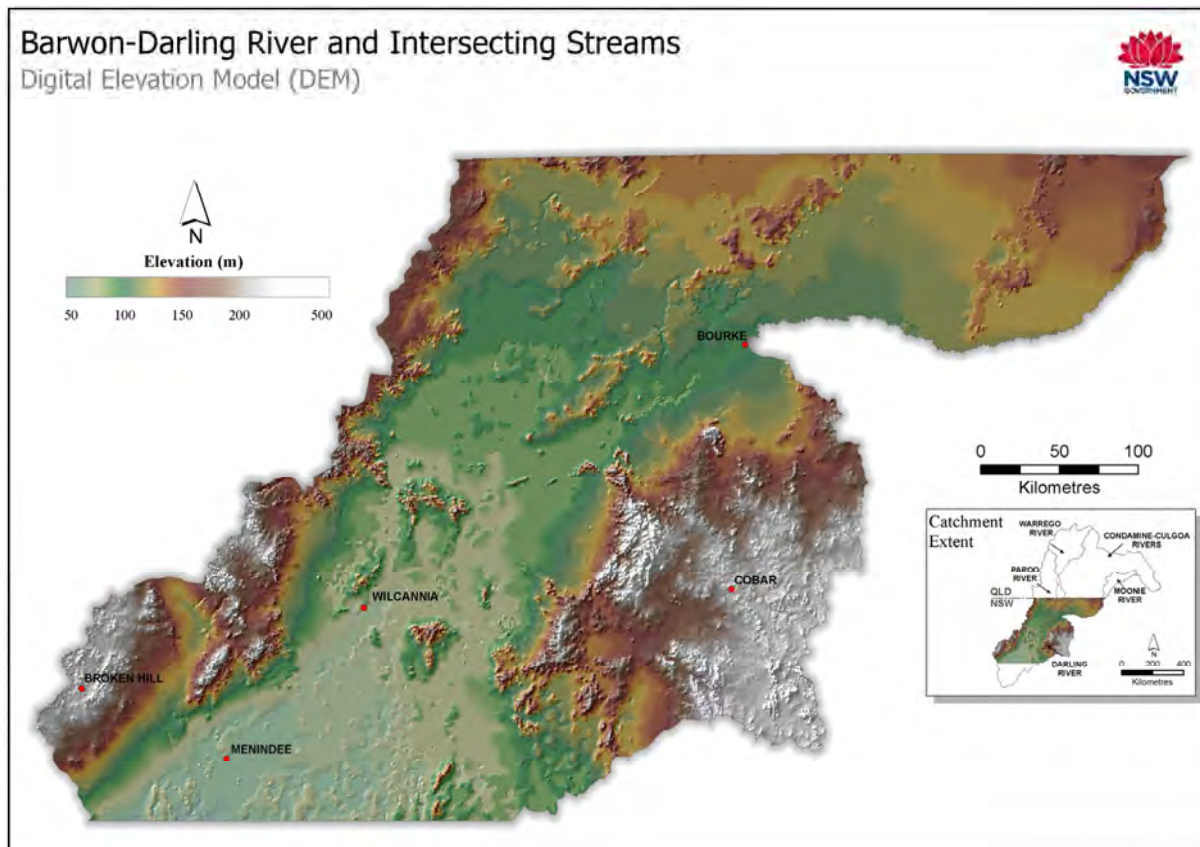 Barwon-Darling River and Intersecting Streams
Digital Elevation Model (DEM)
NSW
GOVERNMENT
N
Elevation (m)
50 100 150 200 500
BOURKE
WILCANNIA
COBAR
BROKEN HILL
MENINDEE
0 50 100
Kilometres
Catchment
Extent
WARREGO
RIVER
CONDAMINE-CULGOA
RIVERS
PAROO
RIVER
MOONIE
RIVER
QLD
NSW
DARLING
RIVER
N
0 200 400
Kilometres